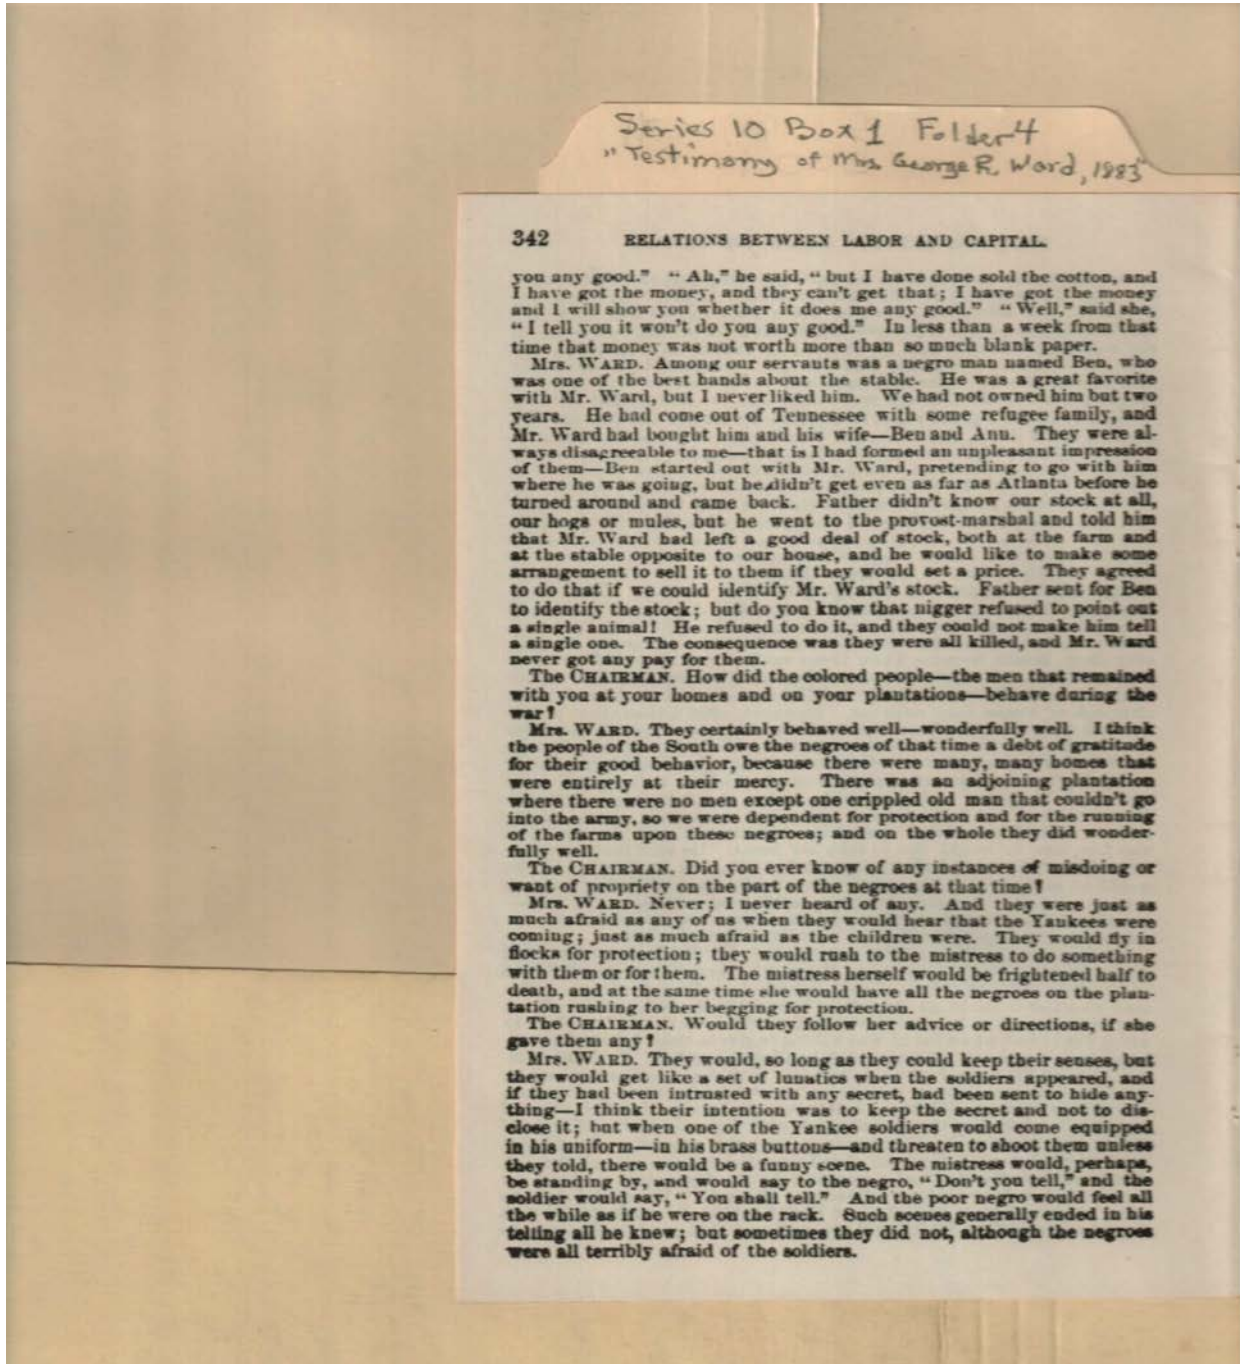 Series 10 Box 1 Folder 4
"Testimony of Mrs. George R. Ward, 1883"
342 RELATIONS BETWEEN LABOR AND CAPITAL.
you any good." "Ah," he said, "but I have done sold the cotton, and
I have got the money, and they can't get that; I have got the money
and I will show you whether it does me any good." "Well," said she,
"I tell you it won't do you any good." In less than a week from that
time that money was not worth more than so much blank paper.
Mrs. WARD. Among our servants was a negro man named Ben, who
was one of the best hands about the stable. He was a great favorite
with Mr. Ward, but I never liked him. We had not owned him but two
years. He had come out of Tennessee with some refugee family, and
Mr. Ward had bought him and his wife—Ben and Ann. They were al-
ways disagreeable to me—that is I had formed an unpleasant impression
of them—Ben started out with Mr. Ward, pretending to go with him
where he was going, but he didn't get even as far as Atlanta before he
turned around and came back. Father didn't know our stock at all,
our hogs or mules, but he went to the provost-marshal and told him
that Mr. Ward had left a good deal of stock, both at the farm and
at the stable opposite to our house, and he would like to make some
arrangement to sell it to them if they would set a price. They agreed
to do that if we could identify Mr. Ward's stock. Father sent for Ben
to identify the stock; but do you know that nigger refused to point out
a single animal! He refused to do it, and they could not make him tell
a single one. The consequence was they were all killed, and Mr. Ward
never got any pay for them.
The CHAIRMAN. How did the colored people—the men that remained
with you at your homes and on your plantations—behave during the
war?
Mrs. WARD. They certainly behaved well—wonderfully well. I think
the people of the South owe the negroes of that time a debt of gratitude
for their good behavior, because there were many, many homes that
were entirely at their mercy. There was an adjoining plantation
where there were no men except one crippled old man that couldn't go
into the army, so we were dependent for protection and for the running
of the farms upon these negroes; and on the whole they did wonder-
fully well.
The CHAIRMAN. Did you ever know of any instances of misdoing or
want of propriety on the part of the negroes at that time?
Mrs. WARD. Never; I never heard of any. And they were just as
much afraid as any of us when they would hear that the Yankees were
coming; just as much afraid as the children were. They would fly in
flocks for protection; they would rush to the mistress to do something
with them or for them. The mistress herself would be frightened half to
death, and at the same time she would have all the negroes on the plan-
tation rushing to her begging for protection.
The CHAIRMAN. Would they follow her advice or directions, if she
gave them any?
Mrs. WARD. They would, so long as they could keep their senses, but
they would get like a set of lunatics when the soldiers appeared, and
if they had been intrusted with any secret, had been sent to hide any-
thing—I think their intention was to keep the secret and not to dis-
close it; but when one of the Yankee soldiers would come equipped
in his uniform—in his brass buttons—and threaten to shoot them unless
they told, there would be a funny scene. The mistress would, perhaps,
be standing by, and would say to the negro, "Don't you tell," and the
soldier would say, "You shall tell." And the poor negro would feel all
the while as if he were on the rack. Such scenes generally ended in his
telling all he knew; but sometimes they did not, although the negroes
were all terribly afraid of the soldiers.